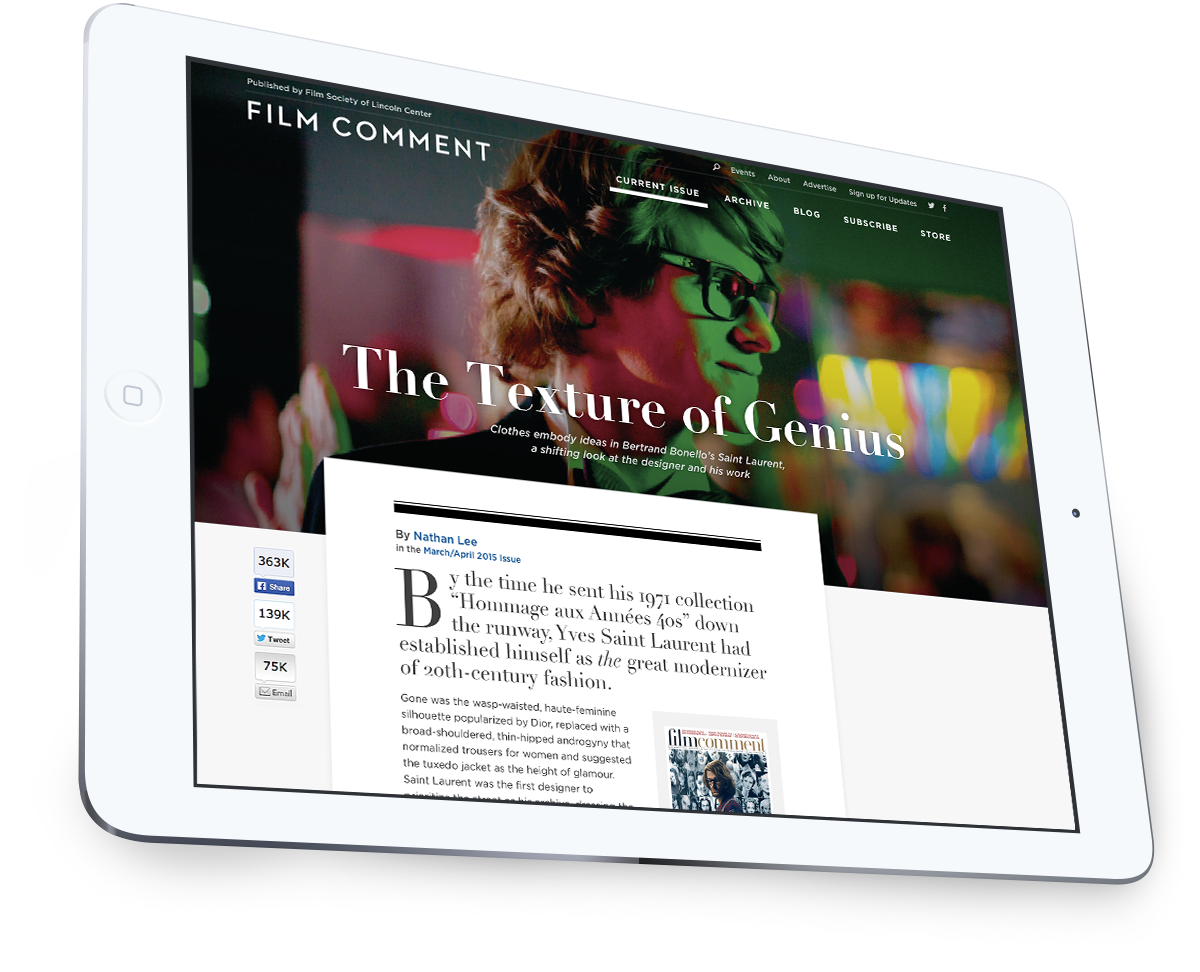 Published by Film Society of Lincoln Center
FILM COMMENT
Events About Advertise Sign up for Updates
CURRENT ISSUE ARCHIVE BLOG SUBSCRIBE STORE
The Texture of Genius
Clothes embody ideas in Bertrand Bonello's Saint Laurent,
a shifting look at the designer and his work
363K
Share
139K
Tweet
75K
Email
By Nathan Lee
in the March/April 2015 Issue
By the time he sent his 1971 collection
“Hommage aux Années 40s” down
the runway, Yves Saint Laurent had
established himself as the great modernizer
of 20th-century fashion.
Gone was the wasp-waisted, haute-feminine
silhouette popularized by Dior, replaced with a
broad-shouldered, thin-hipped androgyny that
normalized trousers for women and suggested
the tuxedo jacket as the height of glamour.
Saint Laurent was the first designer to
filmcomment